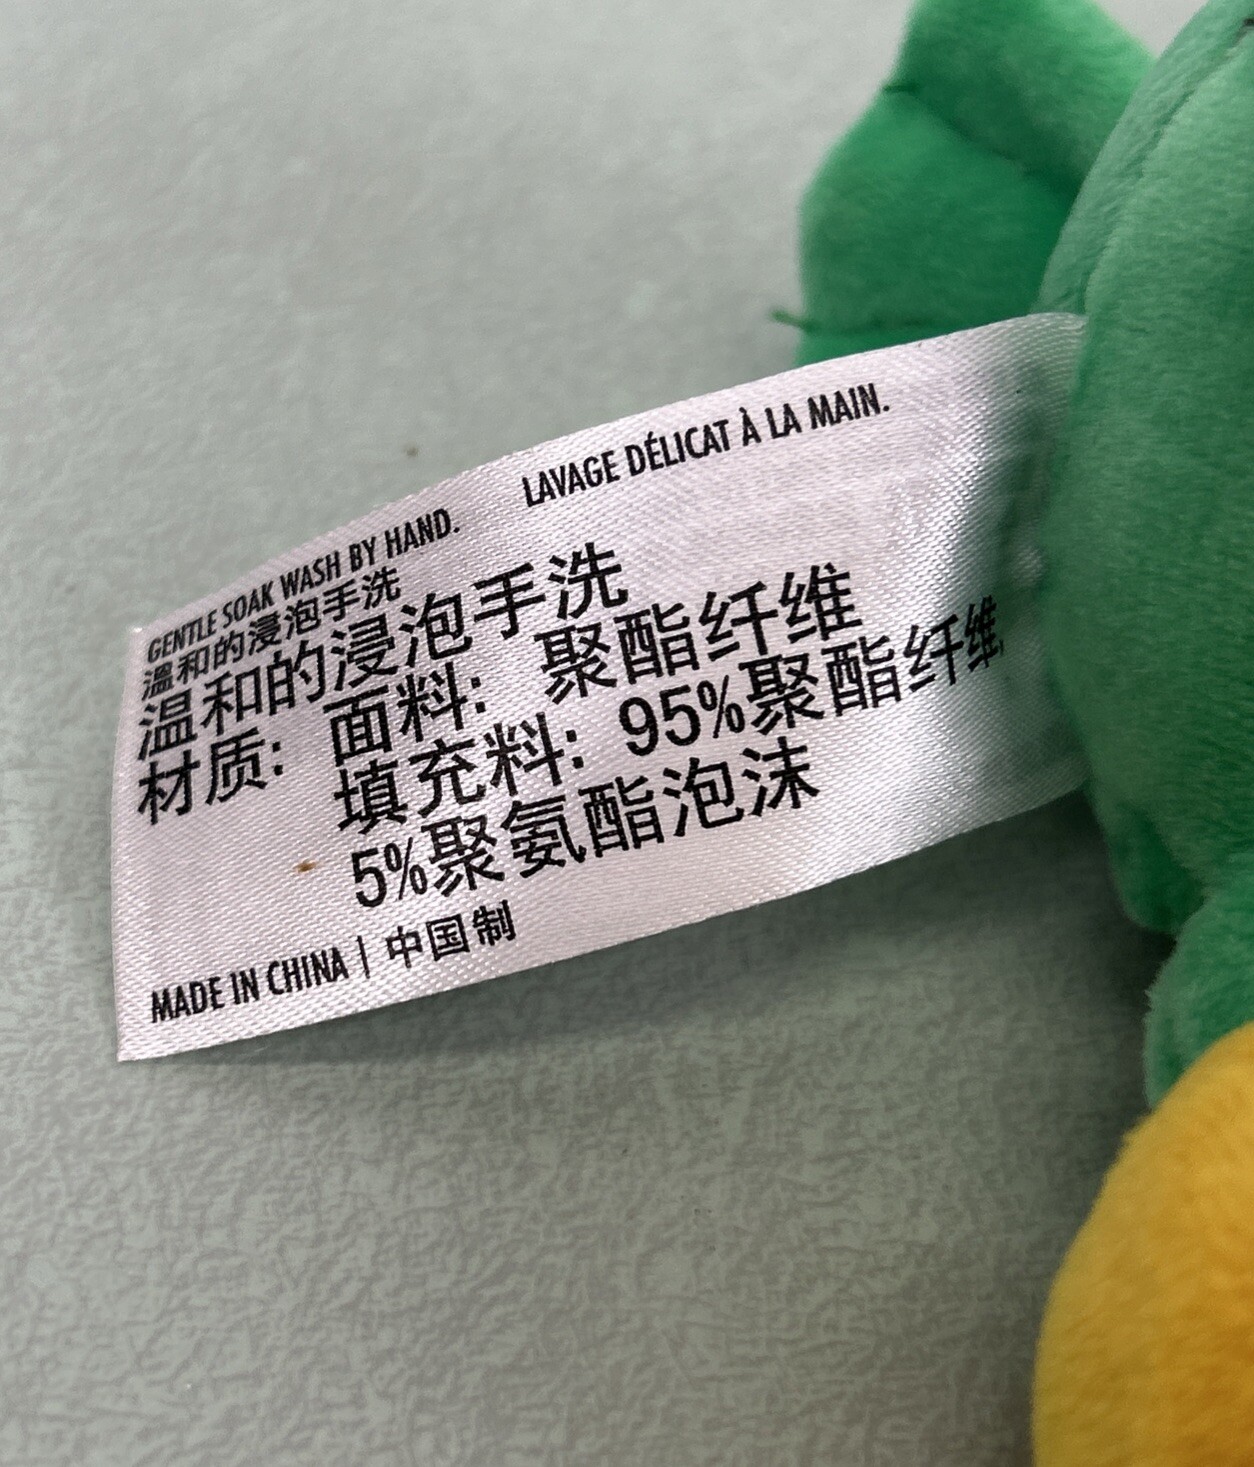 GENTLE SOAK WASH BY HAND. LAVAGE DÉLICAT À LA MAIN.
溫和的浸泡手洗
温和的浸泡手洗
材质: 面料: 聚酯纤维
填充料: 95%聚酯纤维,
5%聚氨酯泡沫
MADE IN CHINA | 中国制